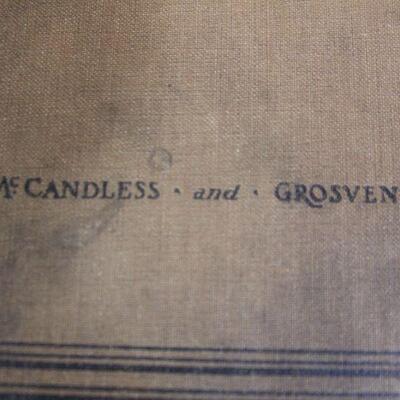 McCANDLESS · and · GROSVEN